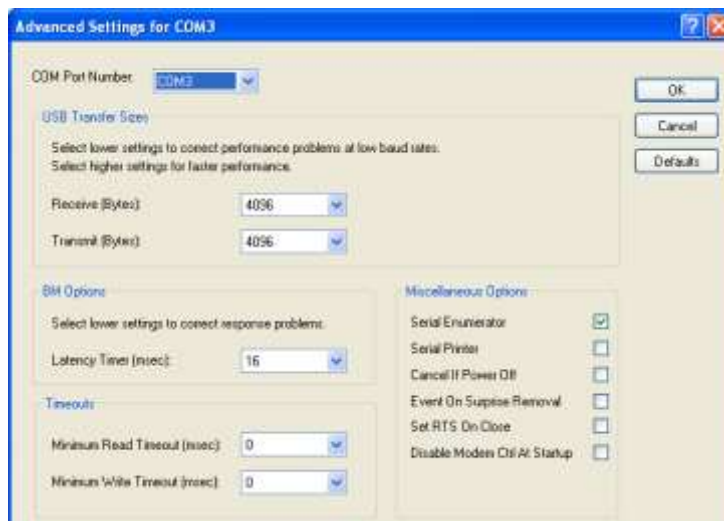 Advanced Settings for COM3
COM Port Number: COM3
OK
Cancel
Defaults
USB Transfer Sizes
Select lower settings to correct performance problems at low baud rates.
Select higher settings for faster performance.
Receive (Bytes): 4096
Transmit (Bytes): 4096
BM Options
Select lower settings to correct response problems.
Latency Timer (msec): 16
Timeouts
Minimum Read Timeout (msec): 0
Minimum Write Timeout (msec): 0
Miscellaneous Options
Serial Enumerator
Serial Printer
Cancel If Power Off
Event On Surprise Removal
Set RTS On Close
Disable Modem Ctrl At Startup